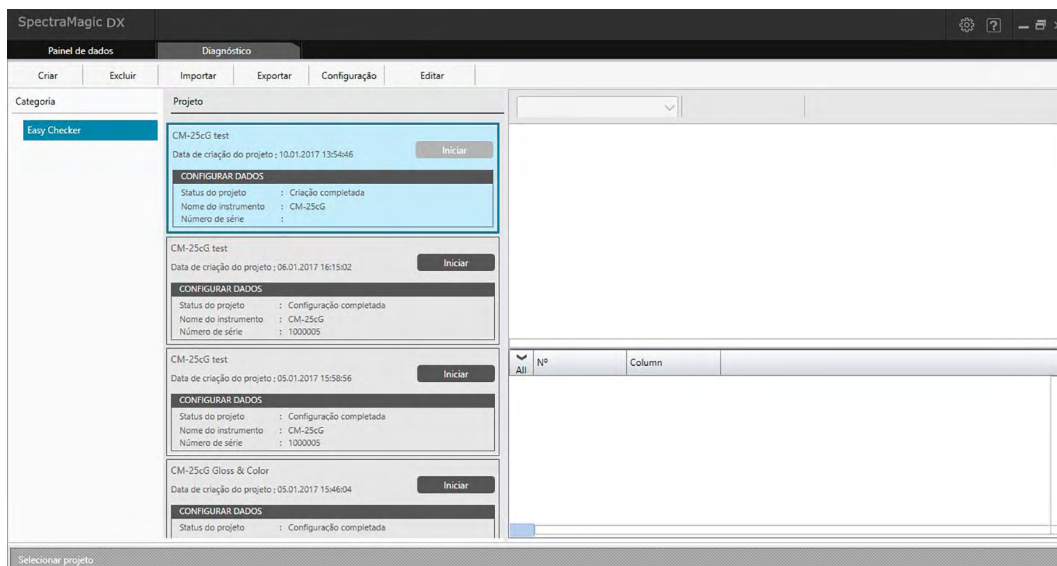 SpectraMagic DX
Painel de dados Diagnóstico
Criar Excluir Importar Exportar Configuração Editar
Categoria
Easy Checker
Projeto
CM-25cG test
Data de criação do projeto : 10.01.2017 13:54:46
Iniciar
CONFIGURAR DADOS
Status do projeto : Criação completada
Nome do instrumento : CM-25cG
Número de série :
CM-25cG test
Data de criação do projeto : 06.01.2017 16:15:02
Iniciar
CONFIGURAR DADOS
Status do projeto : Configuração completada
Nome do instrumento : CM-25cG
Número de série : 1000005
CM-25cG test
Data de criação do projeto : 05.01.2017 15:58:56
Iniciar
CONFIGURAR DADOS
Status do projeto : Configuração completada
Nome do instrumento : CM-25cG
Número de série : 1000005
CM-25cG Gloss & Color
Data de criação do projeto : 05.01.2017 15:46:04
Iniciar
CONFIGURAR DADOS
Status do projeto : Configuração completada
All Nº Column
Selecionar projeto